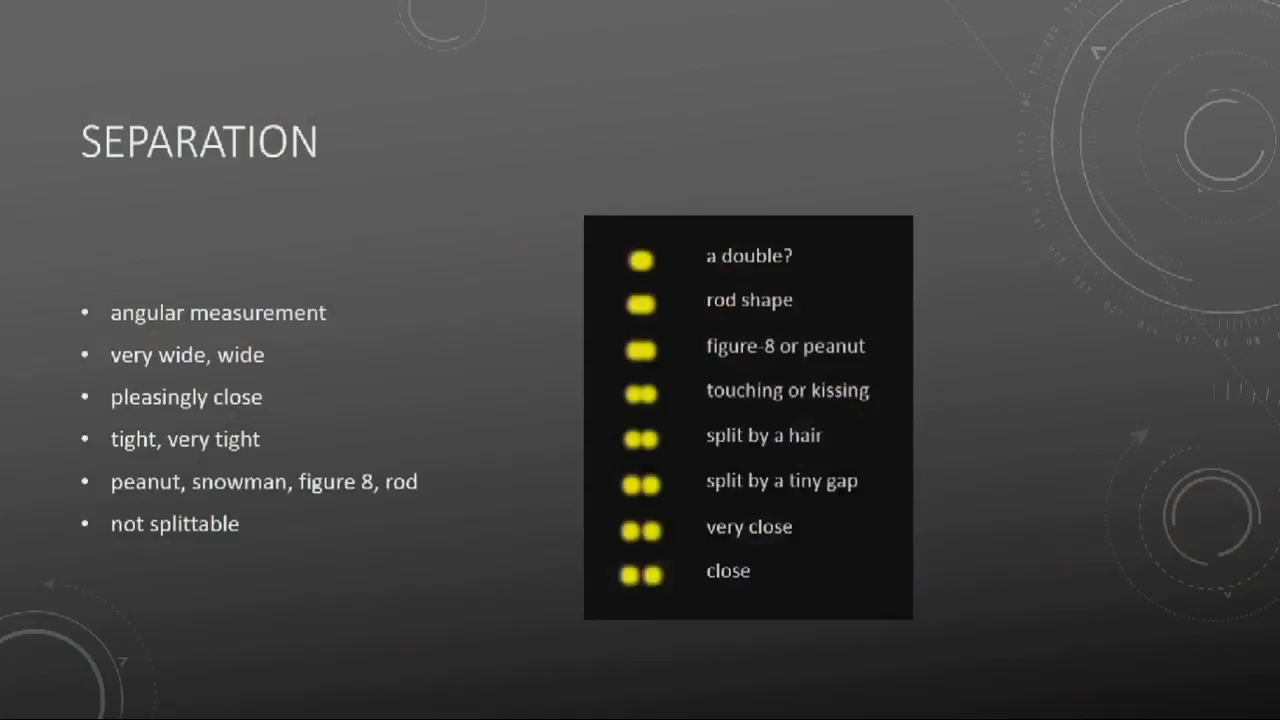 SEPARATION
• angular measurement
• very wide, wide
• pleasingly close
• tight, very tight
• peanut, snowman, figure 8, rod
• not splittable
a double?
rod shape
figure-8 or peanut
touching or kissing
split by a hair
split by a tiny gap
very close
close